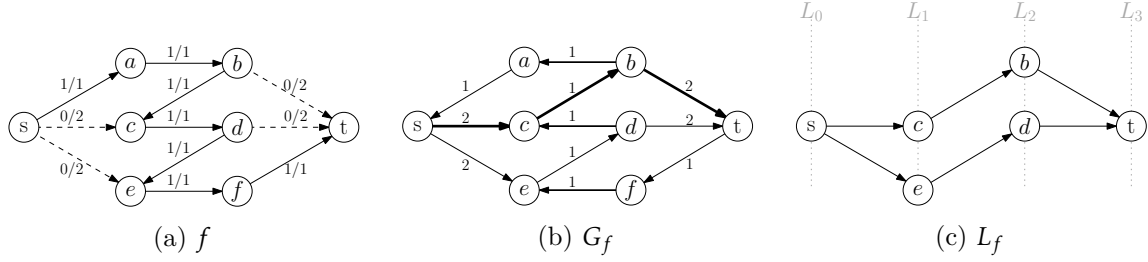 L_0 L_1 L_2 L_3
a 1/1 b
1/1 1/1 0/2
s 0/2 c 1/1 d 0/2 t
0/2 1/1 1/1
e 1/1 f
(a) f
a 1 b
1 1 2
s 2 c 1 d 2 t
2 1 1
e 1 f
(b) G_f
b
s c d t
e
(c) L_f